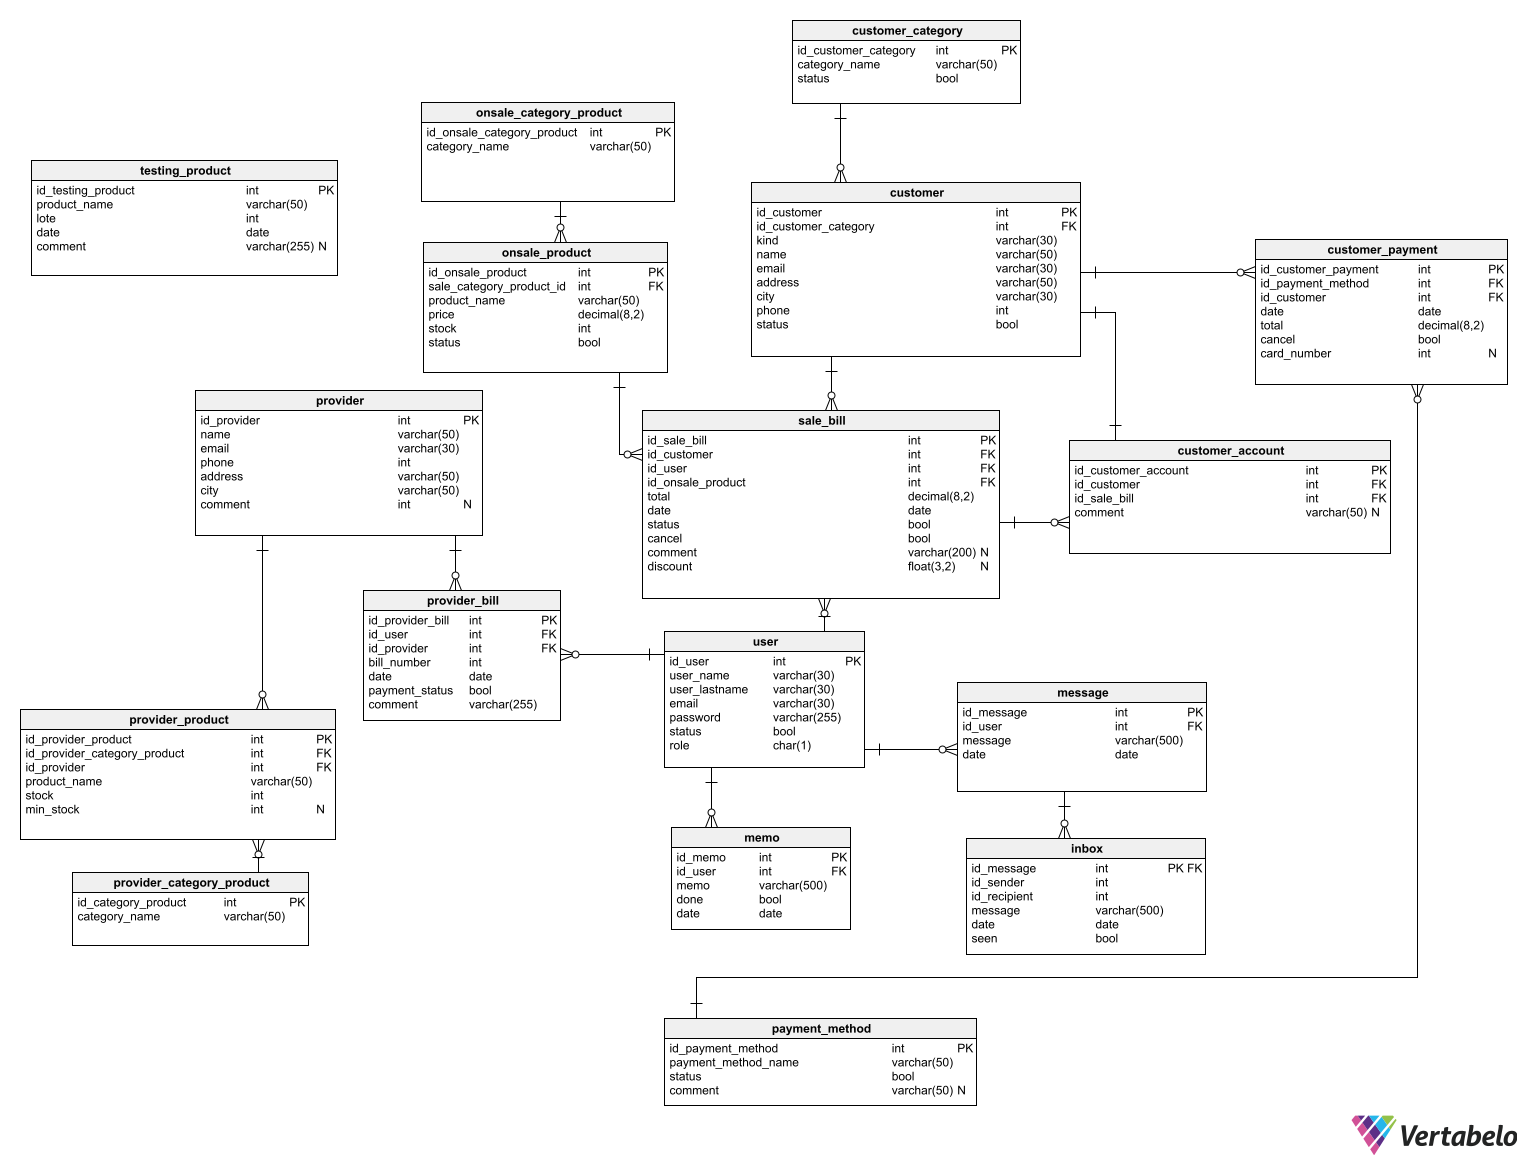 customer_category
id_customer_category int PK
category_name varchar(50)
status bool
onsale_category_product
id_onsale_category_product int PK
category_name varchar(50)
testing_product
id_testing_product int PK
product_name varchar(50)
lote int
date date
comment varchar(255) N
customer
id_customer int PK
id_customer_category int FK
kind varchar(30)
name varchar(50)
email varchar(30)
address varchar(50)
city varchar(30)
phone int
status bool
onsale_product
id_onsale_product int PK
sale_category_product_id int FK
product_name varchar(50)
price decimal(8,2)
stock int
status bool
customer_payment
id_customer_payment int PK
id_payment_method int FK
id_customer int FK
date date
total decimal(8,2)
cancel bool
card_number int N
provider
id_provider int PK
name varchar(50)
email varchar(30)
phone int
address varchar(50)
city varchar(50)
comment int N
sale_bill
id_sale_bill int PK
id_customer int FK
id_user int FK
id_onsale_product int FK
total decimal(8,2)
date date
status bool
cancel bool
comment varchar(200) N
discount float(3,2) N
customer_account
id_customer_account int PK
id_customer int FK
id_sale_bill int FK
comment varchar(50) N
provider_bill
id_provider_bill int PK
id_user int FK
id_provider int FK
bill_number int
date date
payment_status bool
comment varchar(255)
user
id_user int PK
user_name varchar(30)
user_lastname varchar(30)
email varchar(30)
password varchar(255)
status bool
role char(1)
message
id_message int PK
id_user int FK
message varchar(500)
date date
provider_product
id_provider_product int PK
id_provider_category_product int FK
id_provider int FK
product_name varchar(50)
stock int
min_stock int N
memo
id_memo int PK
id_user int FK
memo varchar(500)
done bool
date date
inbox
id_message int PK FK
id_sender int
id_recipient int
message varchar(500)
date date
seen bool
provider_category_product
id_category_product int PK
category_name varchar(50)
payment_method
id_payment_method int PK
payment_method_name varchar(50)
status bool
comment varchar(50) N
Vertabelo